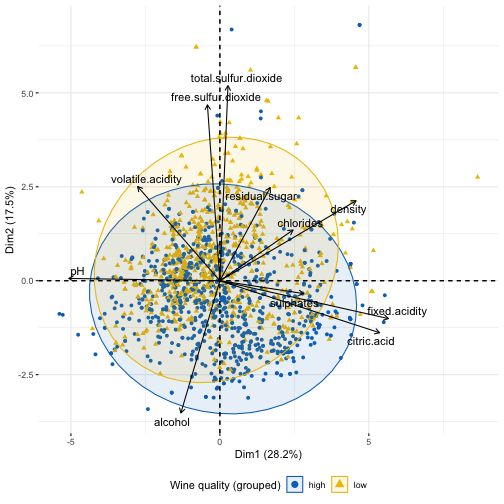 total.sulfur.dioxide
free.sulfur.dioxide
5.0
volatile.acidity
2.5
residual.sugar
density
chlorides
Dim2 (17.5%)
pH
0.0
sulphates
fixed.acidity
citric.acid
-2.5
alcohol
-5
0
5
Dim1 (28.2%)
Wine quality (grouped) high low